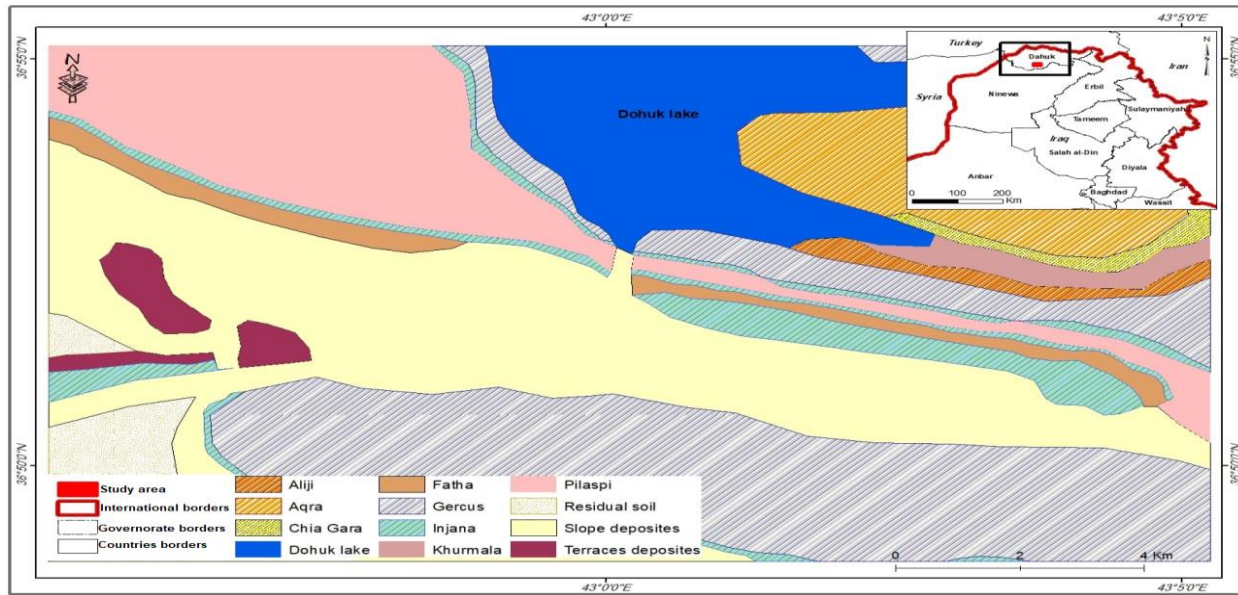 43°0'0"E
43°5'0"E
36°55'0"N
36°55'0"N
N
Dohuk lake
Turkey
N
Dahuk
Iran
Syria
Ninewa
Erbil
Sulaymaniyah
Tameem
Iraq
Salah al-Din
Diyala
Anbar
Baghdad
Wassit
0 100 200
Km
36°50'0"N
36°50'0"N
Study area
International borders
Governorate borders
Countries borders
Aliji
Aqra
Chia Gara
Dohuk lake
Fatha
Gercus
Injana
Khurmala
Pilaspi
Residual soil
Slope deposites
Terraces deposites
0 2 4 Km
43°0'0"E
43°5'0"E